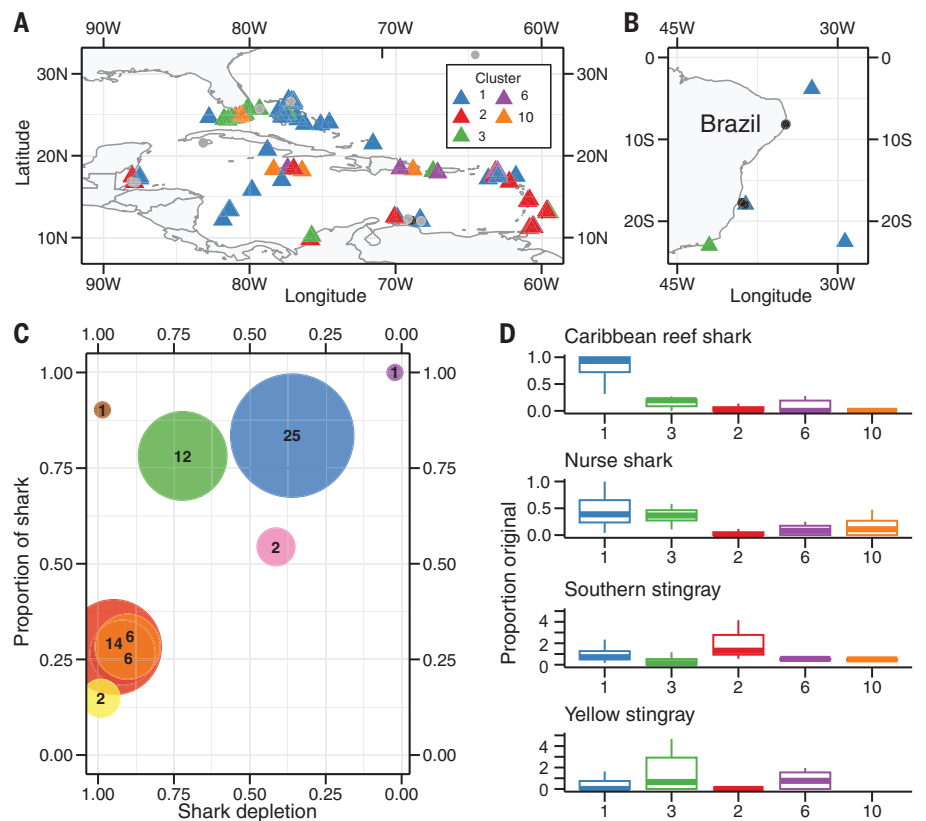 A
B
90W 80W 70W 60W
45W 30W
30N
20N
10N
30N
20N
10N
Latitude
Cluster
1 6
2 10
3
0
10S
20S
0
10S
20S
Brazil
90W 80W 70W 60W
Longitude
45W 30W
Longitude
C
1.00 0.75 0.50 0.25 0.00
1.00
0.75
0.50
0.25
0.00
1.00
0.75
0.50
0.25
0.00
Proportion of shark
1
1
12
25
2
14
6
6
2
1.00 0.75 0.50 0.25 0.00
Shark depletion
D
Proportion original
Caribbean reef shark
1.0
0.5
0.0
1 3 2 6 10
Nurse shark
1.0
0.5
0.0
1 3 2 6 10
Southern stingray
4
2
0
1 3 2 6 10
Yellow stingray
4
2
0
1 3 2 6 10